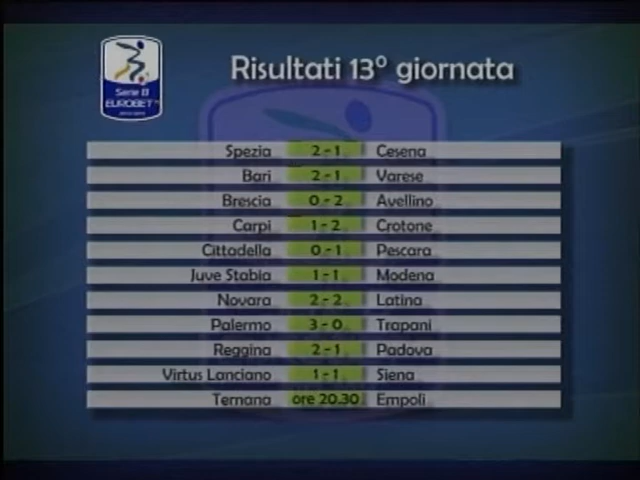 Risultati 13° giornata
Serie B
EUROBET
Spezia 2 - 1 Cesena
Bari 2 - 1 Varese
Brescia 0 - 2 Avellino
Carpi 1 - 2 Crotone
Cittadella 0 - 1 Pescara
Juve Stabia 1 - 1 Modena
Novara 2 - 2 Latina
Palermo 3 - 0 Trapani
Reggina 2 - 1 Padova
Virtus Lanciano 1 - 1 Siena
Ternana ore 20.30 Empoli